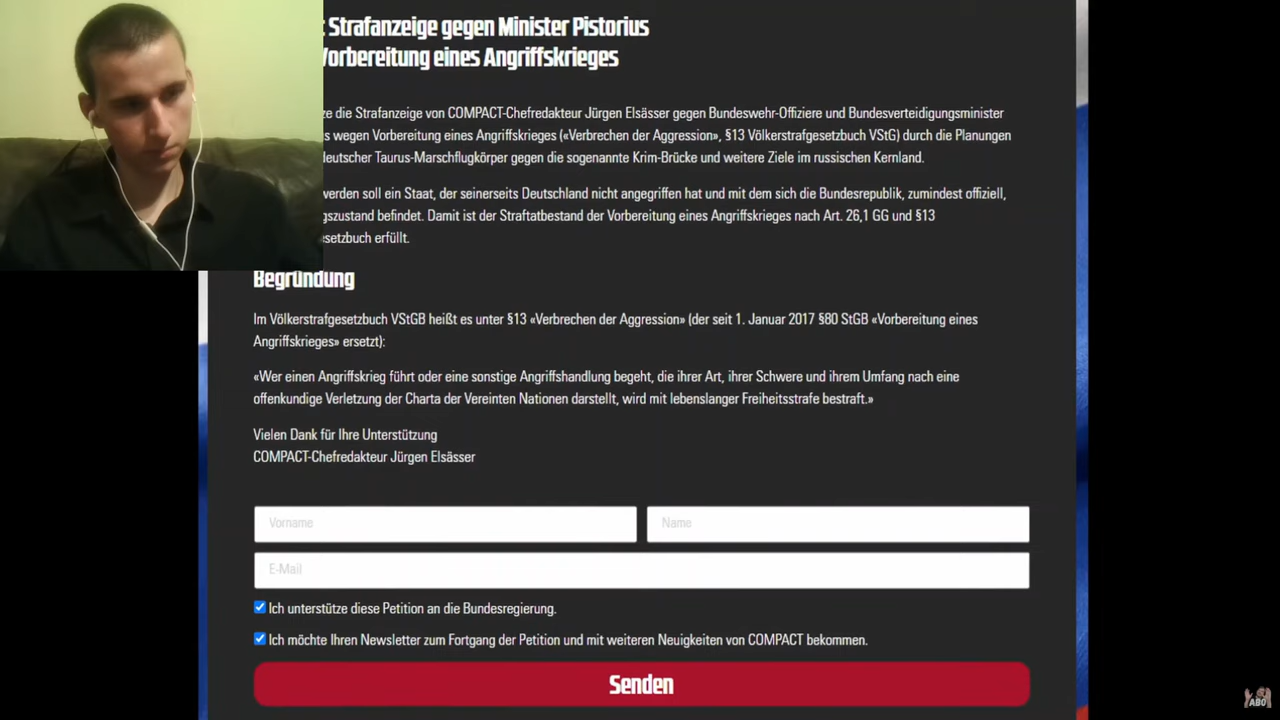 Strafanzeige gegen Minister Pistorius
Vorbereitung eines Angriffskrieges
die Strafanzeige von COMPACT-Chefredakteur Jürgen Elsässer gegen Bundeswehr-Offiziere und Bundesverteidigungsminister
wegen Vorbereitung eines Angriffskrieges («Verbrechen der Aggression», §13 Völkerstrafgesetzbuch VStG) durch die Planungen
deutscher Taurus-Marschflugkörper gegen die sogenannte Krim-Brücke und weitere Ziele im russischen Kernland.
werden soll ein Staat, der seinerseits Deutschland nicht angegriffen hat und mit dem sich die Bundesrepublik, zumindest offiziell,
befindet. Damit ist der Straftatbestand der Vorbereitung eines Angriffskrieges nach Art. 26,1 GG und §13
erfüllt.
Begründung
Im Völkerstrafgesetzbuch VStGB heißt es unter §13 «Verbrechen der Aggression» (der seit 1. Januar 2017 §80 StGB «Vorbereitung eines
Angriffskrieges» ersetzt):
«Wer einen Angriffskrieg führt oder eine sonstige Angriffshandlung begeht, die ihrer Art, ihrer Schwere und ihrem Umfang nach eine
offenkundige Verletzung der Charta der Vereinten Nationen darstellt, wird mit lebenslanger Freiheitsstrafe bestraft.»
Vielen Dank für Ihre Unterstützung
COMPACT-Chefredakteur Jürgen Elsässer
Vorname Name
E-Mail
Ich unterstütze diese Petition an die Bundesregierung.
Ich möchte Ihren Newsletter zum Fortgang der Petition und mit weiteren Neuigkeiten von COMPACT bekommen.
Senden
ABO